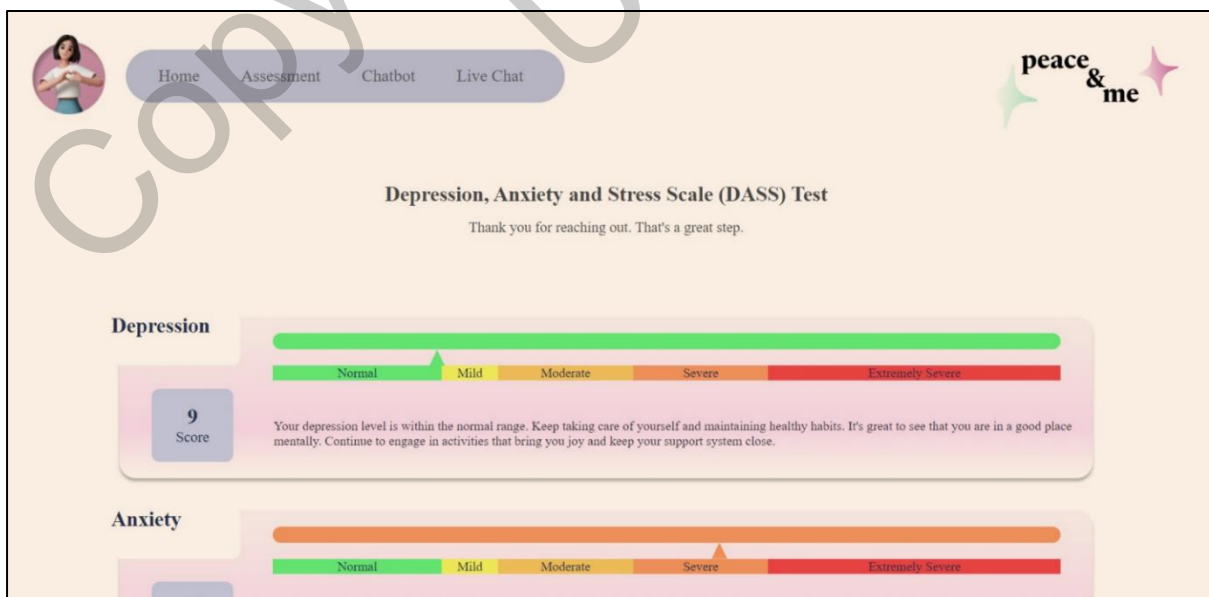 Home Assessment Chatbot Live Chat
peace
&
me
Depression, Anxiety and Stress Scale (DASS) Test
Thank you for reaching out. That's a great step.
Depression
Normal Mild Moderate Severe Extremely Severe
9
Score
Your depression level is within the normal range. Keep taking care of yourself and maintaining healthy habits. It's great to see that you are in a good place
mentally. Continue to engage in activities that bring you joy and keep your support system close.
Anxiety
Normal Mild Moderate Severe Extremely Severe
Copy